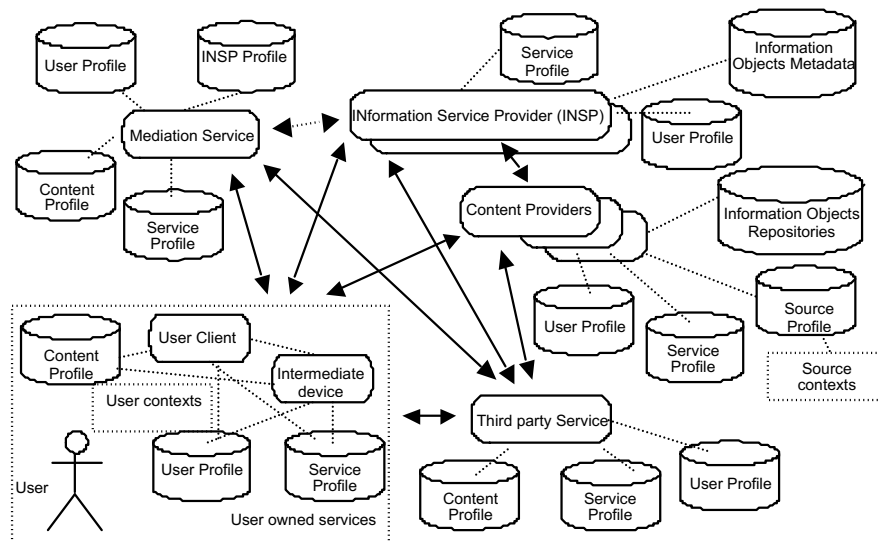 User Profile
INSP Profile
Service
Profile
Information
Objects Metadata
INformation Service Provider (INSP)
Mediation Service
User Profile
Content
Profile
Service
Profile
Content Providers
Information Objects
Repositories
User Profile
Service
Profile
Source
Profile
Source
contexts
User Client
Content
Profile
Intermediate
device
User contexts
User Profile
Service
Profile
User
User owned services
Third party Service
Content
Profile
Service
Profile
User Profile